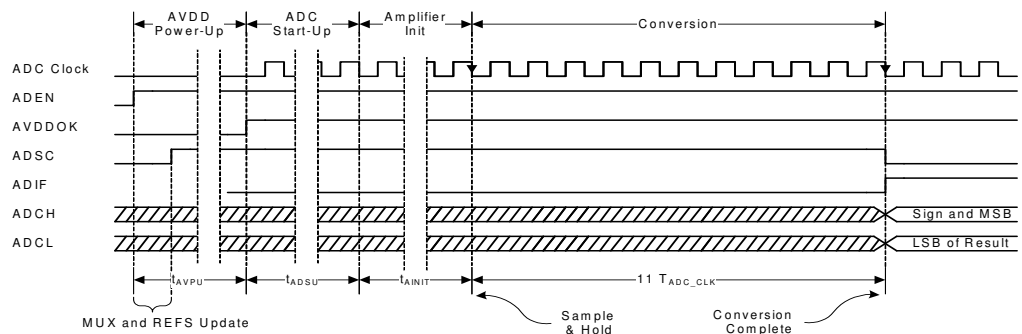 AVDD
Power-Up
ADC
Start-Up
Amplifier
Init
Conversion
ADC Clock
ADEN
AVDDOK
ADSC
ADIF
ADCH
Sign and MSB
ADCL
LSB of Result
tAVPU
tADSU
tAINIT
11 TADC_CLK
MUX and REFS Update
Sample
& Hold
Conversion
Complete